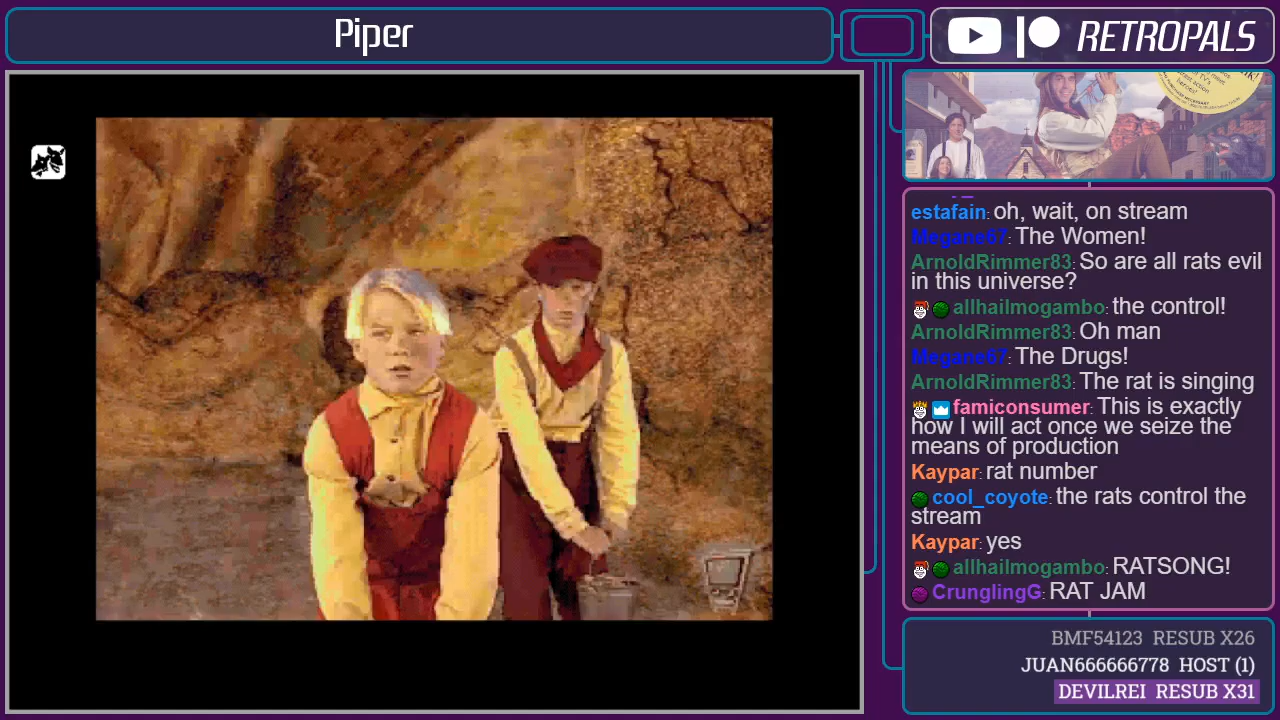 Piper
RETROPALS
estafain: oh, wait, on stream
Megane67: The Women!
ArnoldRimmer83: So are all rats evil
in this universe?
allhailmogambo: the control!
ArnoldRimmer83: Oh man
Megane67: The Drugs!
ArnoldRimmer83: The rat is singing
famiconsumer: This is exactly
how I will act once we seize the
means of production
Kaypar: rat number
cool_coyote: the rats control the
stream
Kaypar: yes
allhailmogambo: RATSONG!
CrunglingG: RAT JAM
BMF54123 RESUB X26
JUAN666666778 HOST (1)
DEVILREI RESUB X31